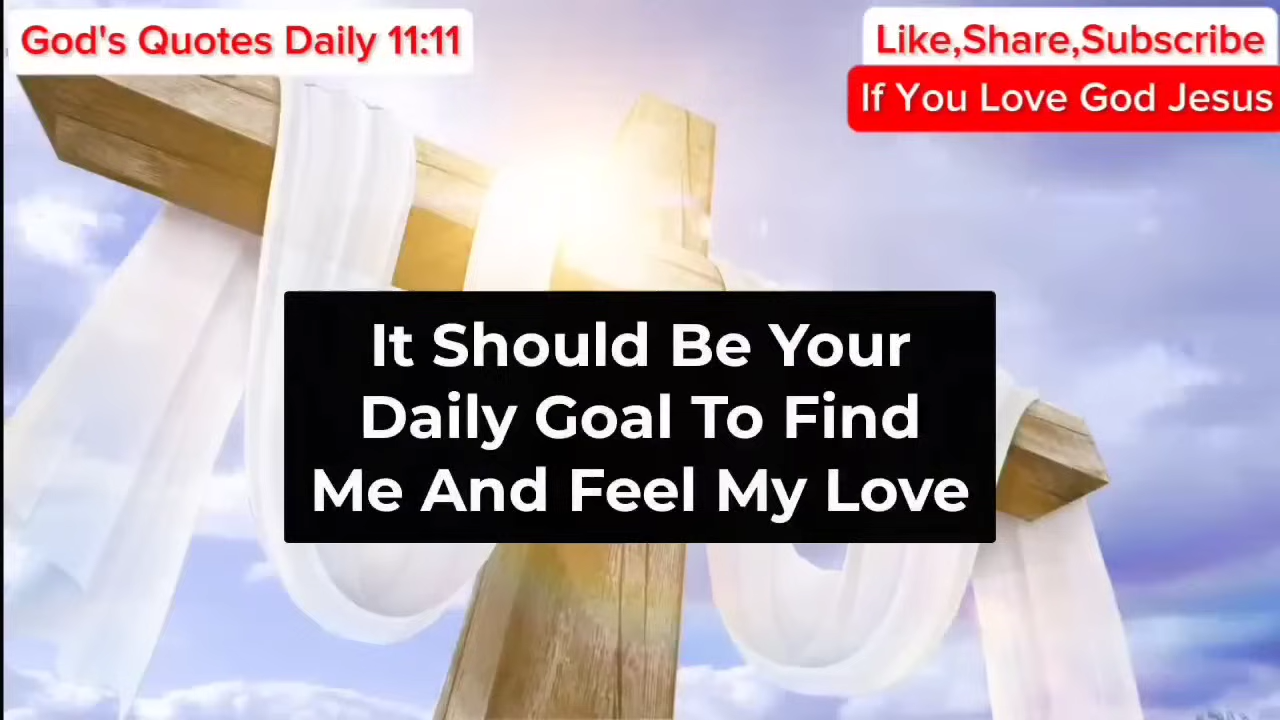 God's Quotes Daily 11:11
Like,Share,Subscribe
If You Love God Jesus
It Should Be Your
Daily Goal To Find
Me And Feel My Love